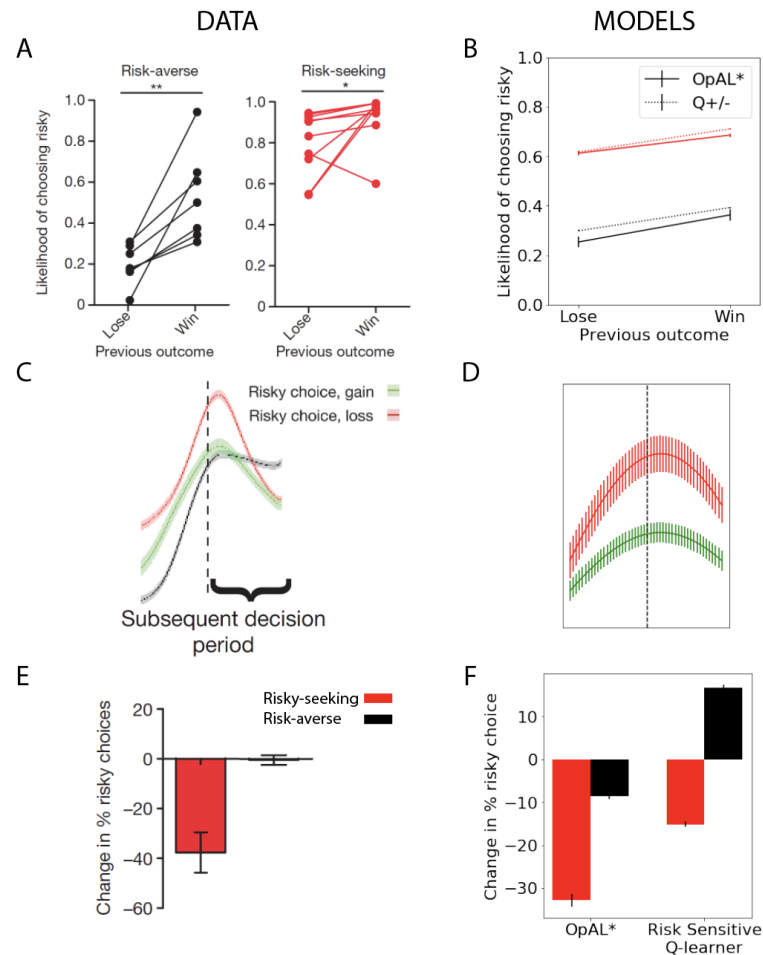 DATA
MODELS
A
Risk-averse
**
Risk-seeking
*
Likelihood of choosing risky
1.0
0.8
0.6
0.4
0.2
0
1.0
0.8
0.6
0.4
0.2
0
Lose
Win
Lose
Win
Previous outcome
Previous outcome
B
OpAL*
Q+/-
Likelihood of choosing risky
1.0
0.8
0.6
0.4
0.2
0.0
Lose
Win
Previous outcome
C
Risky choice, gain
Risky choice, loss
Subsequent decision
period
D
E
Risky-seeking
Risk-averse
Change in % risky choices
20
0
−20
−40
−60
F
Change in % risky choice
10
0
−10
−20
−30
OpAL*
Risk Sensitive
Q-learner